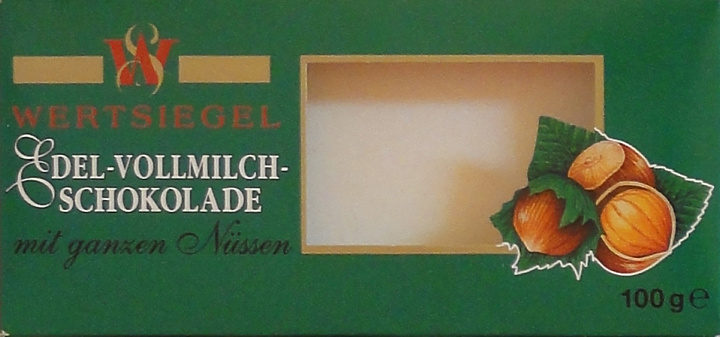 WERTSIEGEL
EDEL-VOLLMILCH-
SCHOKOLADE
mit ganzen Nüssen
100 g ℮